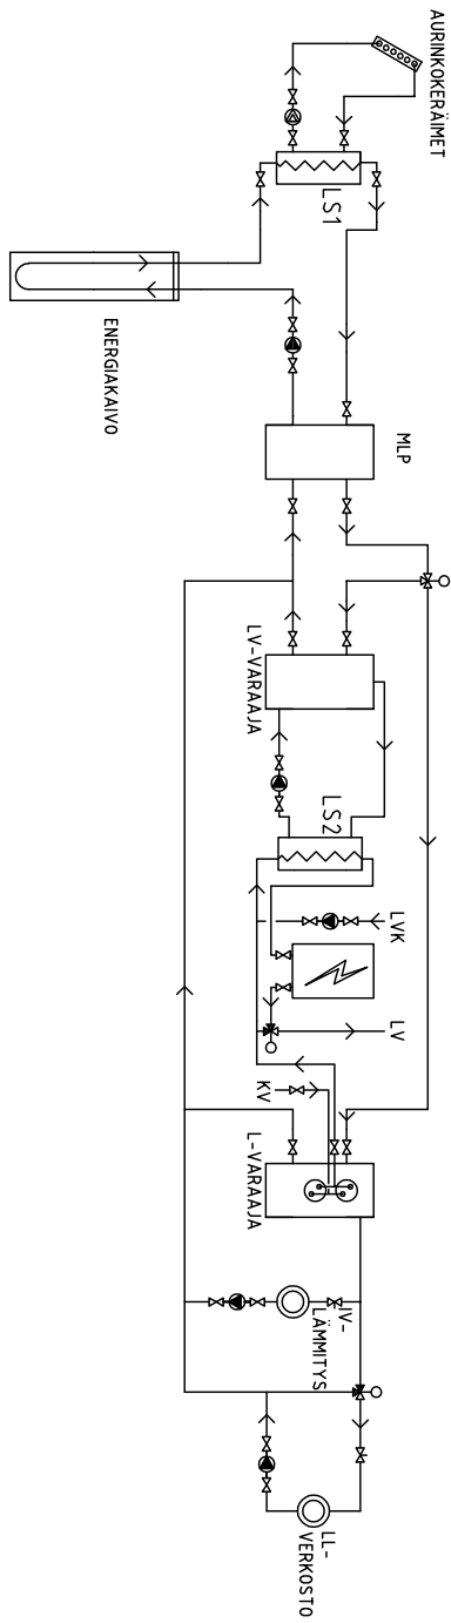 AURINKOKERÄIMET
LS1
ENERGIAKAIVO
MLP
LV-VARAAJA
LS2
LVK
LV
KV
L-VARAAJA
IV-
LÄMMITYS
LL-
VERKOSTO